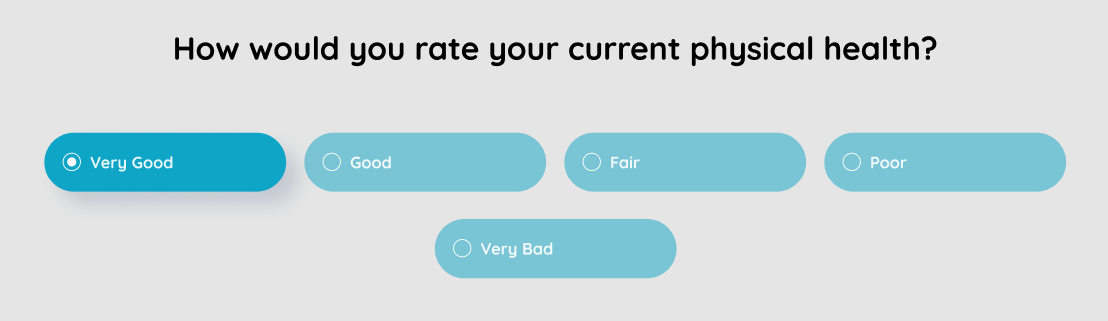 How would you rate your current physical health?
Very Good
Good
Fair
Poor
Very Bad